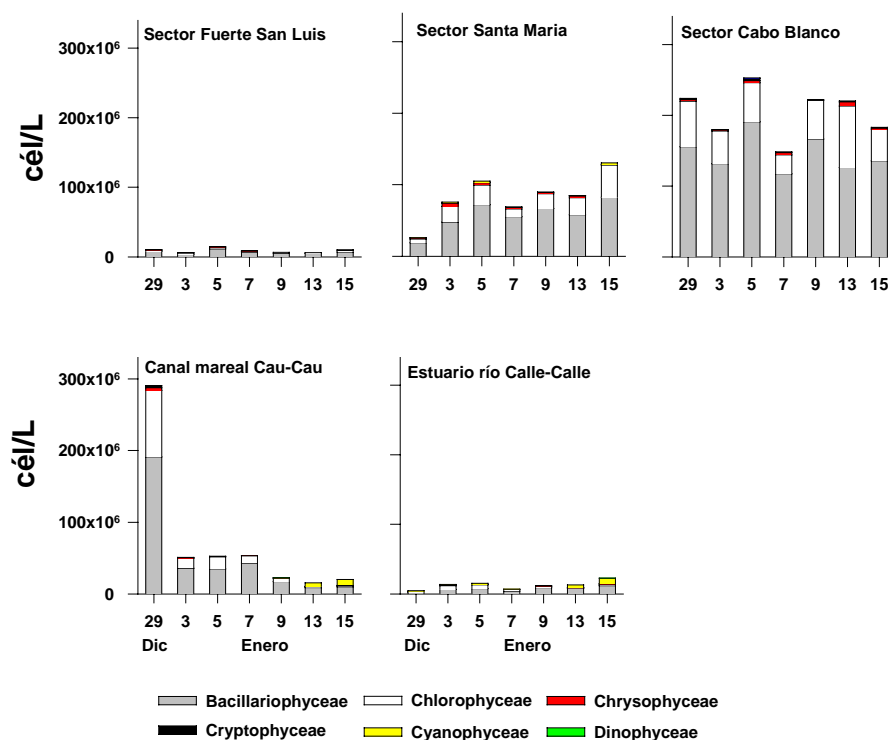 Sector Fuerte San Luis
Sector Santa Maria
Sector Cabo Blanco
cél/L
300x10⁶
200x10⁶
100x10⁶
0
29 3 5 7 9 13 15
29 3 5 7 9 13 15
29 3 5 7 9 13 15
Canal mareal Cau-Cau
Estuario río Calle-Calle
cél/L
300x10⁶
200x10⁶
100x10⁶
0
29 3 5 7 9 13 15
Dic Enero
29 3 5 7 9 13 15
Dic Enero
Bacillariophyceae Chlorophyceae Chrysophyceae
Cryptophyceae Cyanophyceae Dinophyceae